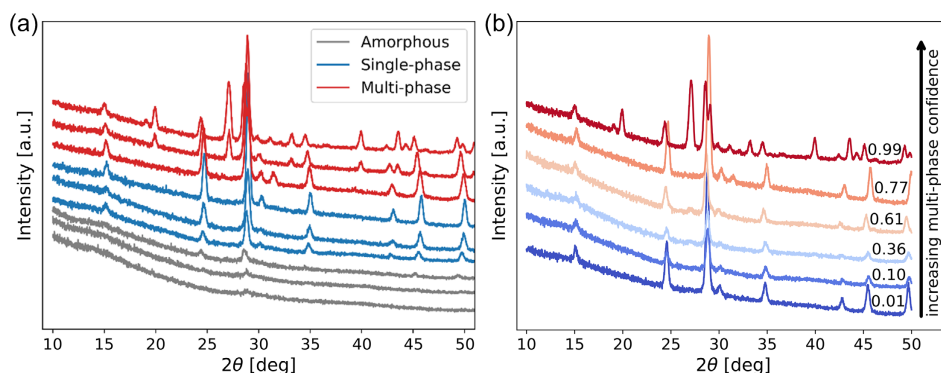 (a)
Amorphous
Single-phase
Multi-phase
Intensity [a.u.]
10 15 20 25 30 35 40 45 50
2θ [deg]
(b)
0.99
0.77
0.61
0.36
0.10
0.01
increasing multi-phase confidence
Intensity [a.u.]
10 15 20 25 30 35 40 45 50
2θ [deg]